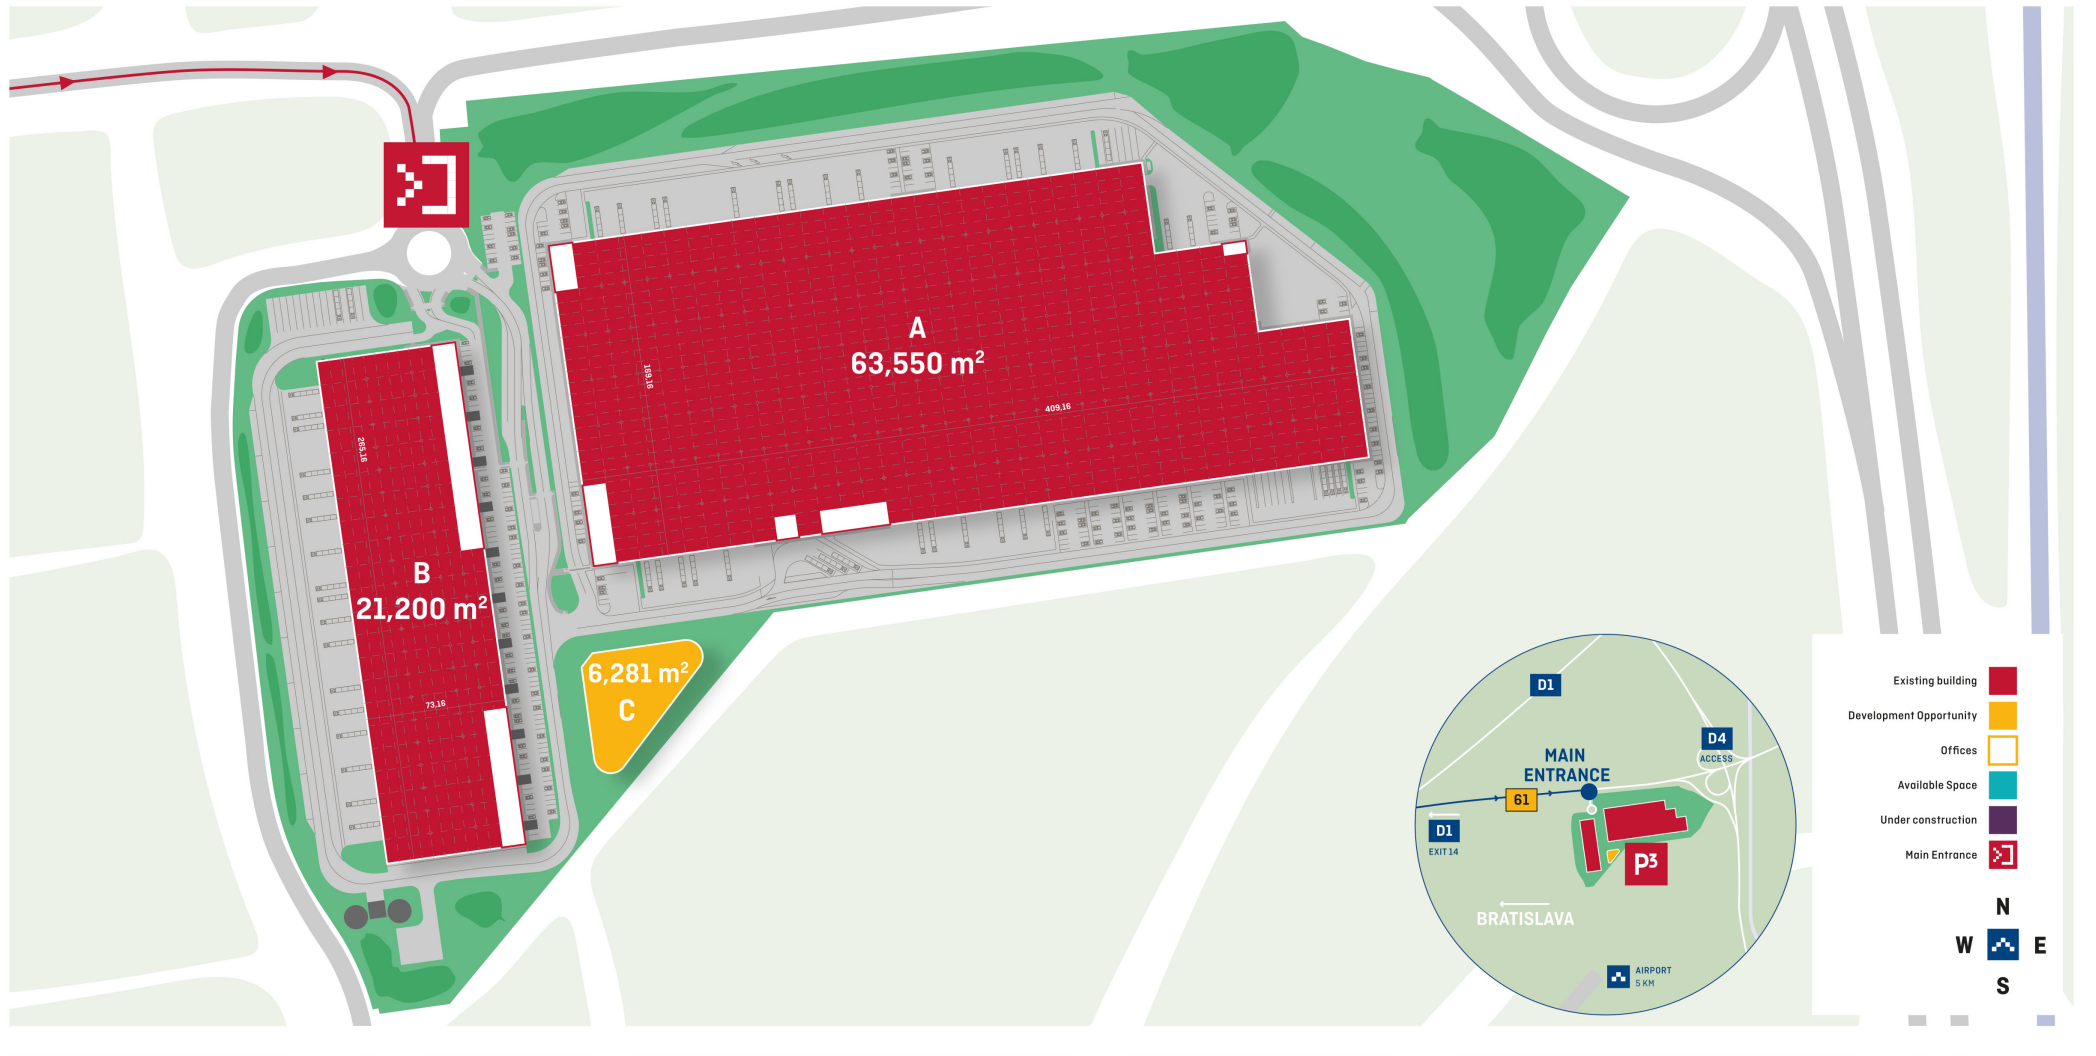 A
63,550 m²
169,16
409,16
265,16
B
21,200 m²
73,16
6,281 m²
C
D1
D4
ACCESS
MAIN
ENTRANCE
61
D1
EXIT 14
P3
BRATISLAVA
AIRPORT
5 KM
Existing building
Development Opportunity
Offices
Available Space
Under construction
Main Entrance
N
W E
S